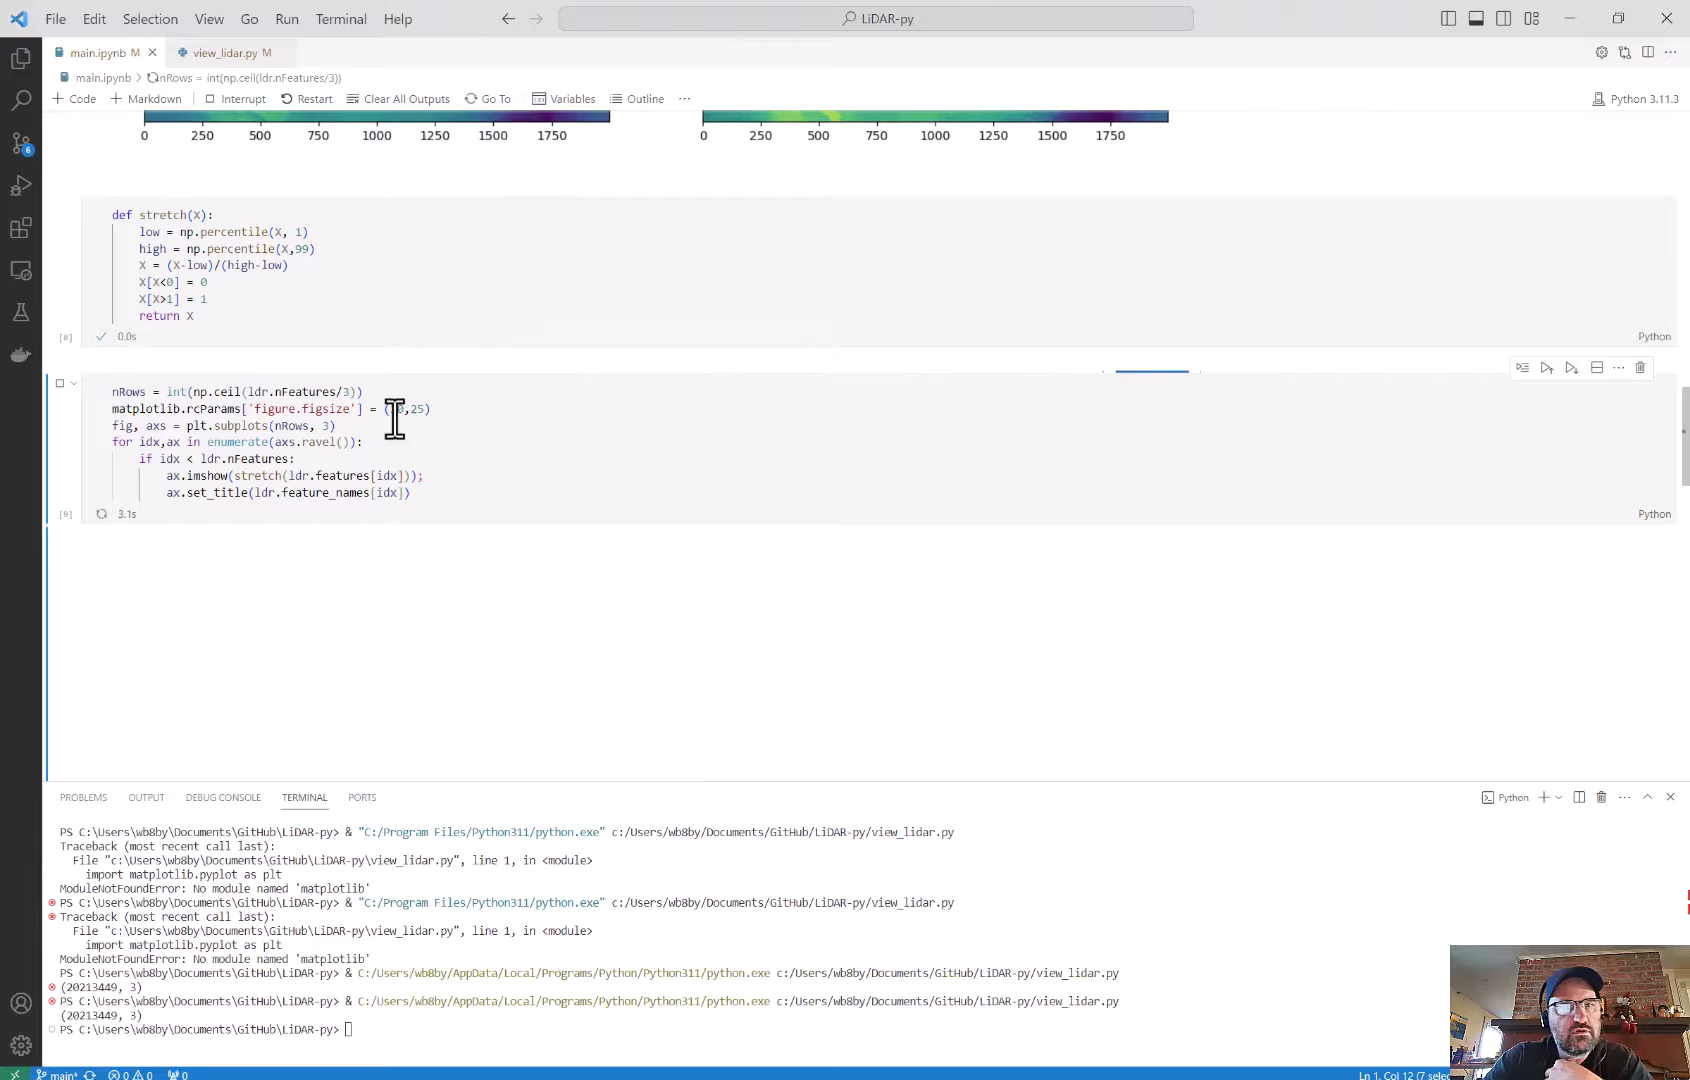 File Edit Selection View Go Run Terminal Help
LiDAR-py
main.ipynb M
view_lidar.py M
main.ipynb > nRows = int(np.ceil(ldr.nFeatures/3))
Code Markdown Interrupt Restart Clear All Outputs Go To Variables Outline ...
Python 3.11.3
0 250 500 750 1000 1250 1500 1750
0 250 500 750 1000 1250 1500 1750
def stretch(X):
low = np.percentile(X, 1)
high = np.percentile(X,99)
X = (X-low)/(high-low)
X[X<0] = 0
X[X>1] = 1
return X
[8] 0.0s Python
nRows = int(np.ceil(ldr.nFeatures/3))
matplotlib.rcParams['figure.figsize'] = ( 0,25)
fig, axs = plt.subplots(nRows, 3)
for idx,ax in enumerate(axs.ravel()):
if idx < ldr.nFeatures:
ax.imshow(stretch(ldr.features[idx]));
ax.set_title(ldr.feature_names[idx])
[9] 3.1s Python
PROBLEMS OUTPUT DEBUG CONSOLE TERMINAL PORTS
Python
PS C:\Users\wb8by\Documents\GitHub\LiDAR-py> & "C:/Program Files/Python311/python.exe" c:/Users/wb8by/Documents/GitHub/LiDAR-py/view_lidar.py
Traceback (most recent call last):
File "c:\Users\wb8by\Documents\GitHub\LiDAR-py\view_lidar.py", line 1, in <module>
import matplotlib.pyplot as plt
ModuleNotFoundError: No module named 'matplotlib'
PS C:\Users\wb8by\Documents\GitHub\LiDAR-py> & "C:/Program Files/Python311/python.exe" c:/Users/wb8by/Documents/GitHub/LiDAR-py/view_lidar.py
Traceback (most recent call last):
File "c:\Users\wb8by\Documents\GitHub\LiDAR-py\view_lidar.py", line 1, in <module>
import matplotlib.pyplot as plt
ModuleNotFoundError: No module named 'matplotlib'
PS C:\Users\wb8by\Documents\GitHub\LiDAR-py> & C:/Users/wb8by/AppData/Local/Programs/Python/Python311/python.exe c:/Users/wb8by/Documents/GitHub/LiDAR-py/view_lidar.py
(20213449, 3)
PS C:\Users\wb8by\Documents\GitHub\LiDAR-py> & C:/Users/wb8by/AppData/Local/Programs/Python/Python311/python.exe c:/Users/wb8by/Documents/GitHub/LiDAR-py/view_lidar.py
(20213449, 3)
PS C:\Users\wb8by\Documents\GitHub\LiDAR-py>
6
main* 0 0 0
Ln 1, Col 12 (7 selec